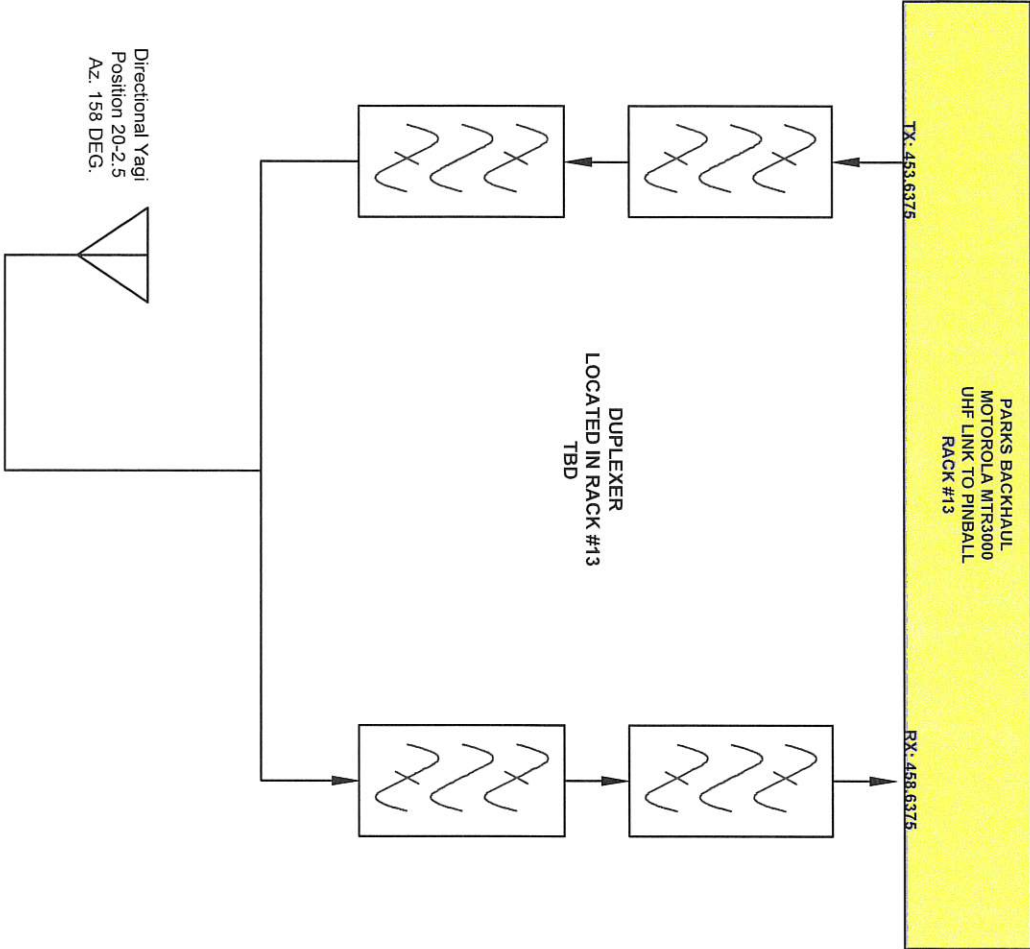 PARKS BACKHAUL
MOTOROLA MTR3000
UHF LINK TO PINBALL
RACK #13
TX: 453.6375
RX: 458.6375
DUPLEXER
LOCATED IN RACK #13
TBD
Directional Yagi
Position 20-2.5
Az. 158 DEG.